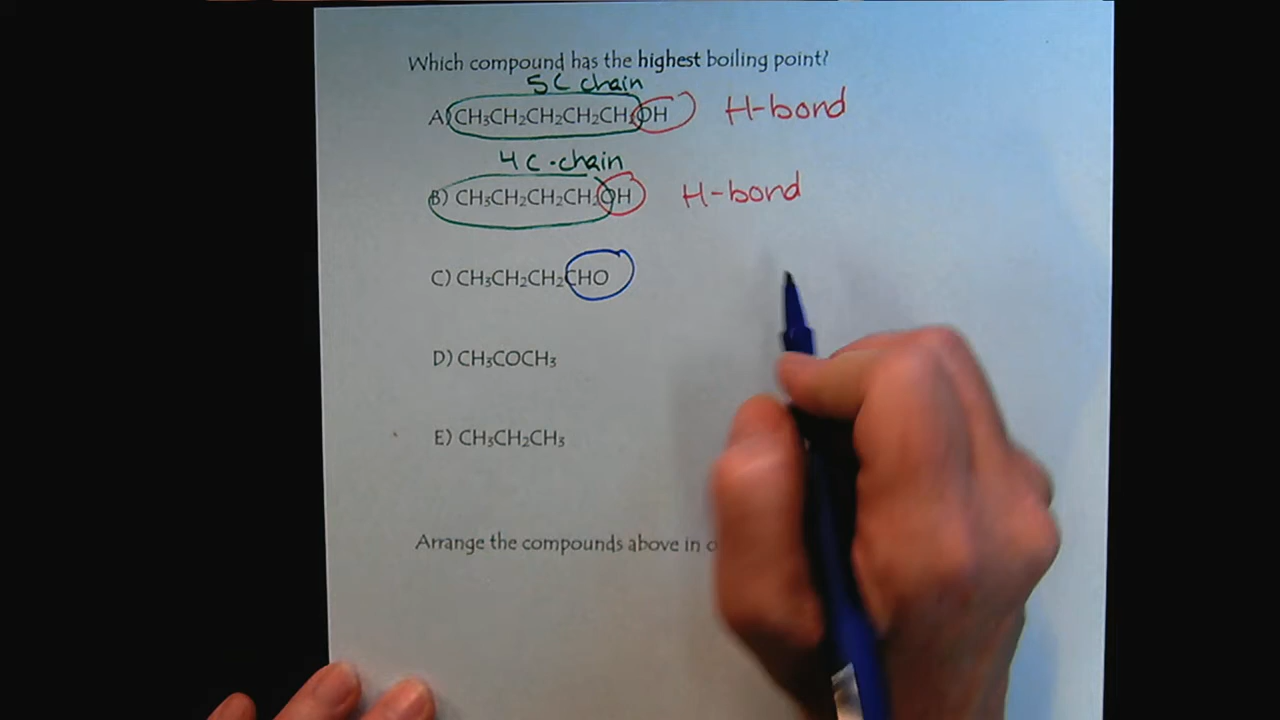 Which compound has the highest boiling point?
5C chain
A) CH₃CH₂CH₂CH₂CH₂OH H-bond
4C-chain
B) CH₃CH₂CH₂CH₂OH H-bond
C) CH₃CH₂CH₂CHO
D) CH₃COCH₃
E) CH₃CH₂CH₃
Arrange the compounds above in